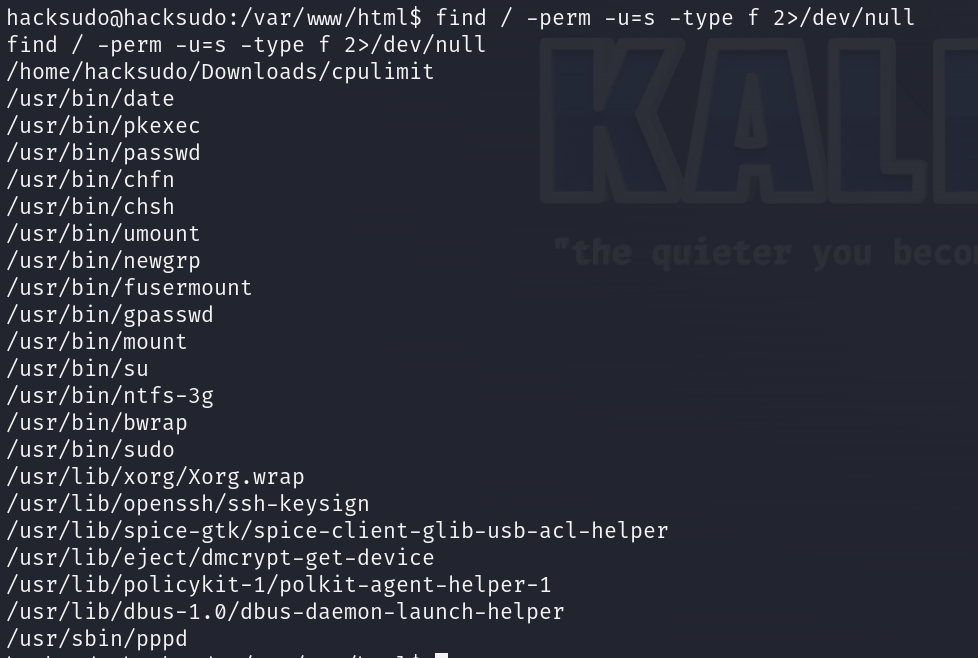 hacksudo@hacksudo:/var/www/html$ find / -perm -u=s -type f 2>/dev/null
find / -perm -u=s -type f 2>/dev/null
/home/hacksudo/Downloads/cpulimit
/usr/bin/date
/usr/bin/pkexec
/usr/bin/passwd
/usr/bin/chfn
/usr/bin/chsh
/usr/bin/umount
/usr/bin/newgrp
/usr/bin/fusermount
/usr/bin/gpasswd
/usr/bin/mount
/usr/bin/su
/usr/bin/ntfs-3g
/usr/bin/bwrap
/usr/bin/sudo
/usr/lib/xorg/Xorg.wrap
/usr/lib/openssh/ssh-keysign
/usr/lib/spice-gtk/spice-client-glib-usb-acl-helper
/usr/lib/eject/dmcrypt-get-device
/usr/lib/policykit-1/polkit-agent-helper-1
/usr/lib/dbus-1.0/dbus-daemon-launch-helper
/usr/sbin/pppd
KALI
"the quieter you becom